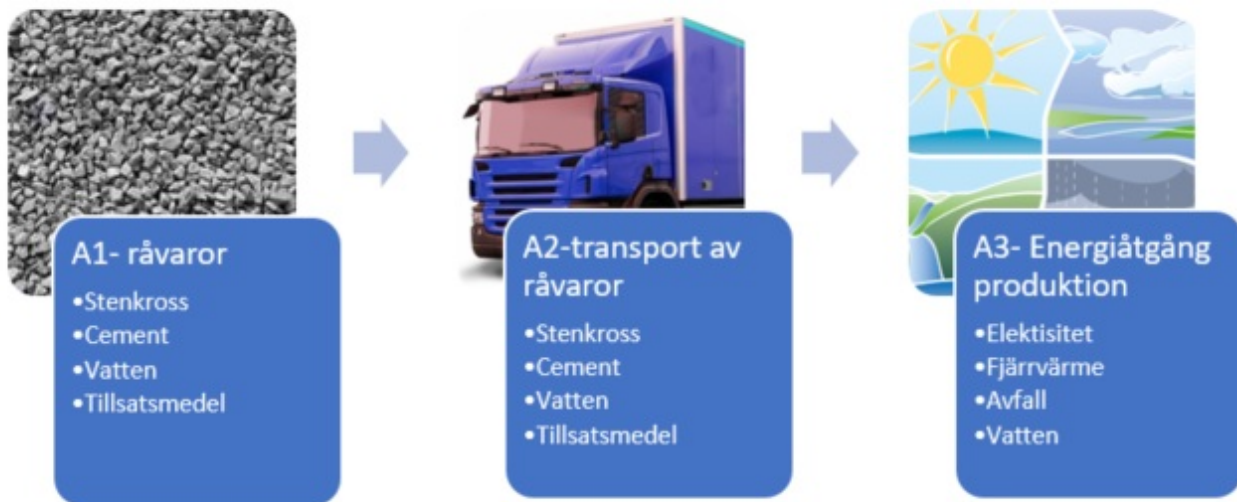 A1- råvaror
•Stenkross
•Cement
•Vatten
•Tillsatsmedel
A2-transport av
råvaror
•Stenkross
•Cement
•Vatten
•Tillsatsmedel
A3- Energiåtgång
produktion
•Elektisitet
•Fjärrvärme
•Avfall
•Vatten